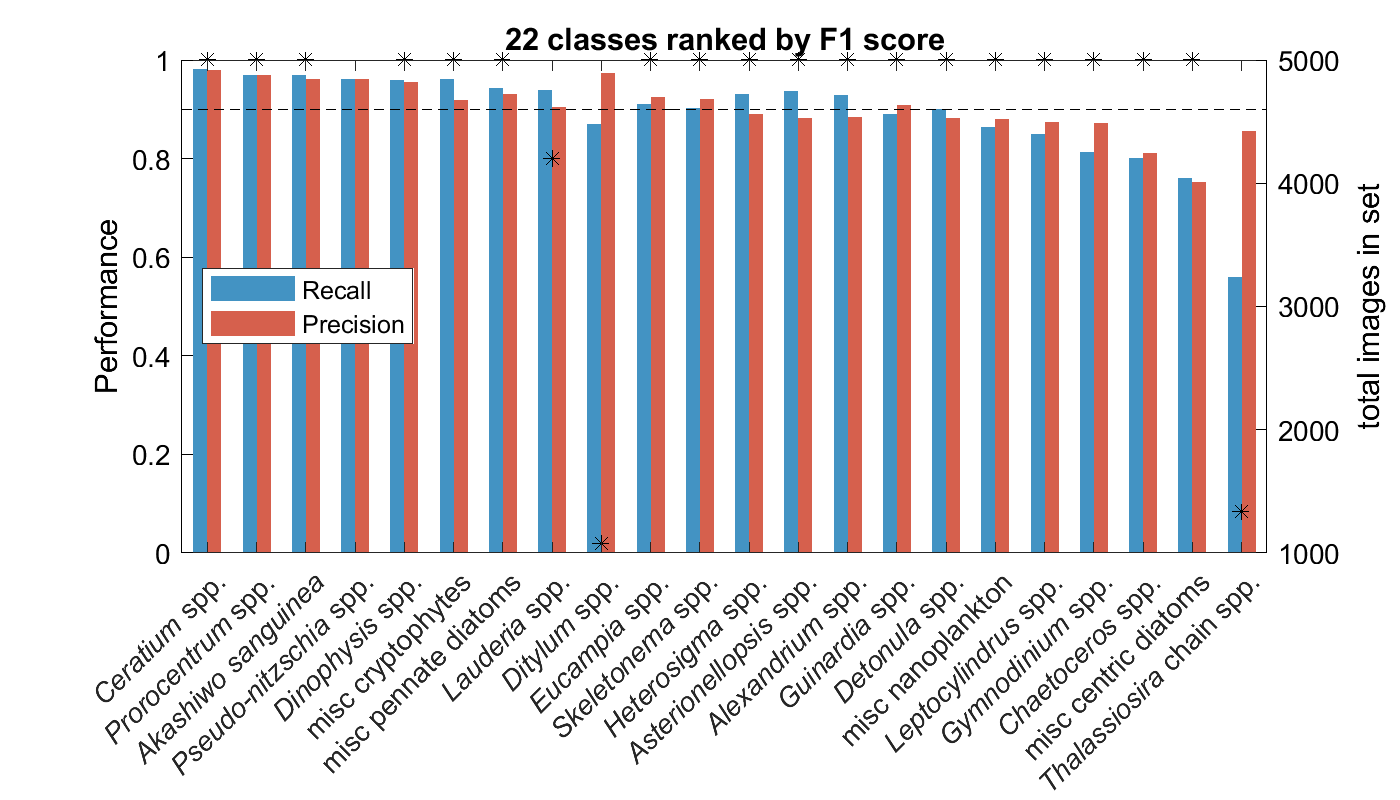 22 classes ranked by F1 score
1
0.8
0.6
0.4
0.2
0
Performance
5000
4000
3000
2000
1000
total images in set
Recall
Precision
Ceratium spp.
Prorocentrum spp.
Akashiwo sanguinea
Pseudo-nitzschia spp.
Dinophysis spp.
misc cryptophytes
misc pennate diatoms
Lauderia spp.
Ditylum spp.
Eucampia spp.
Skeletonema spp.
Heterosigma spp.
Asterionellopsis spp.
Alexandrium spp.
Guinardia spp.
Detonula spp.
misc nanoplankton
Leptocylindrus spp.
Gymnodinium spp.
Chaetoceros spp.
misc centric diatoms
Thalassiosira chain spp.